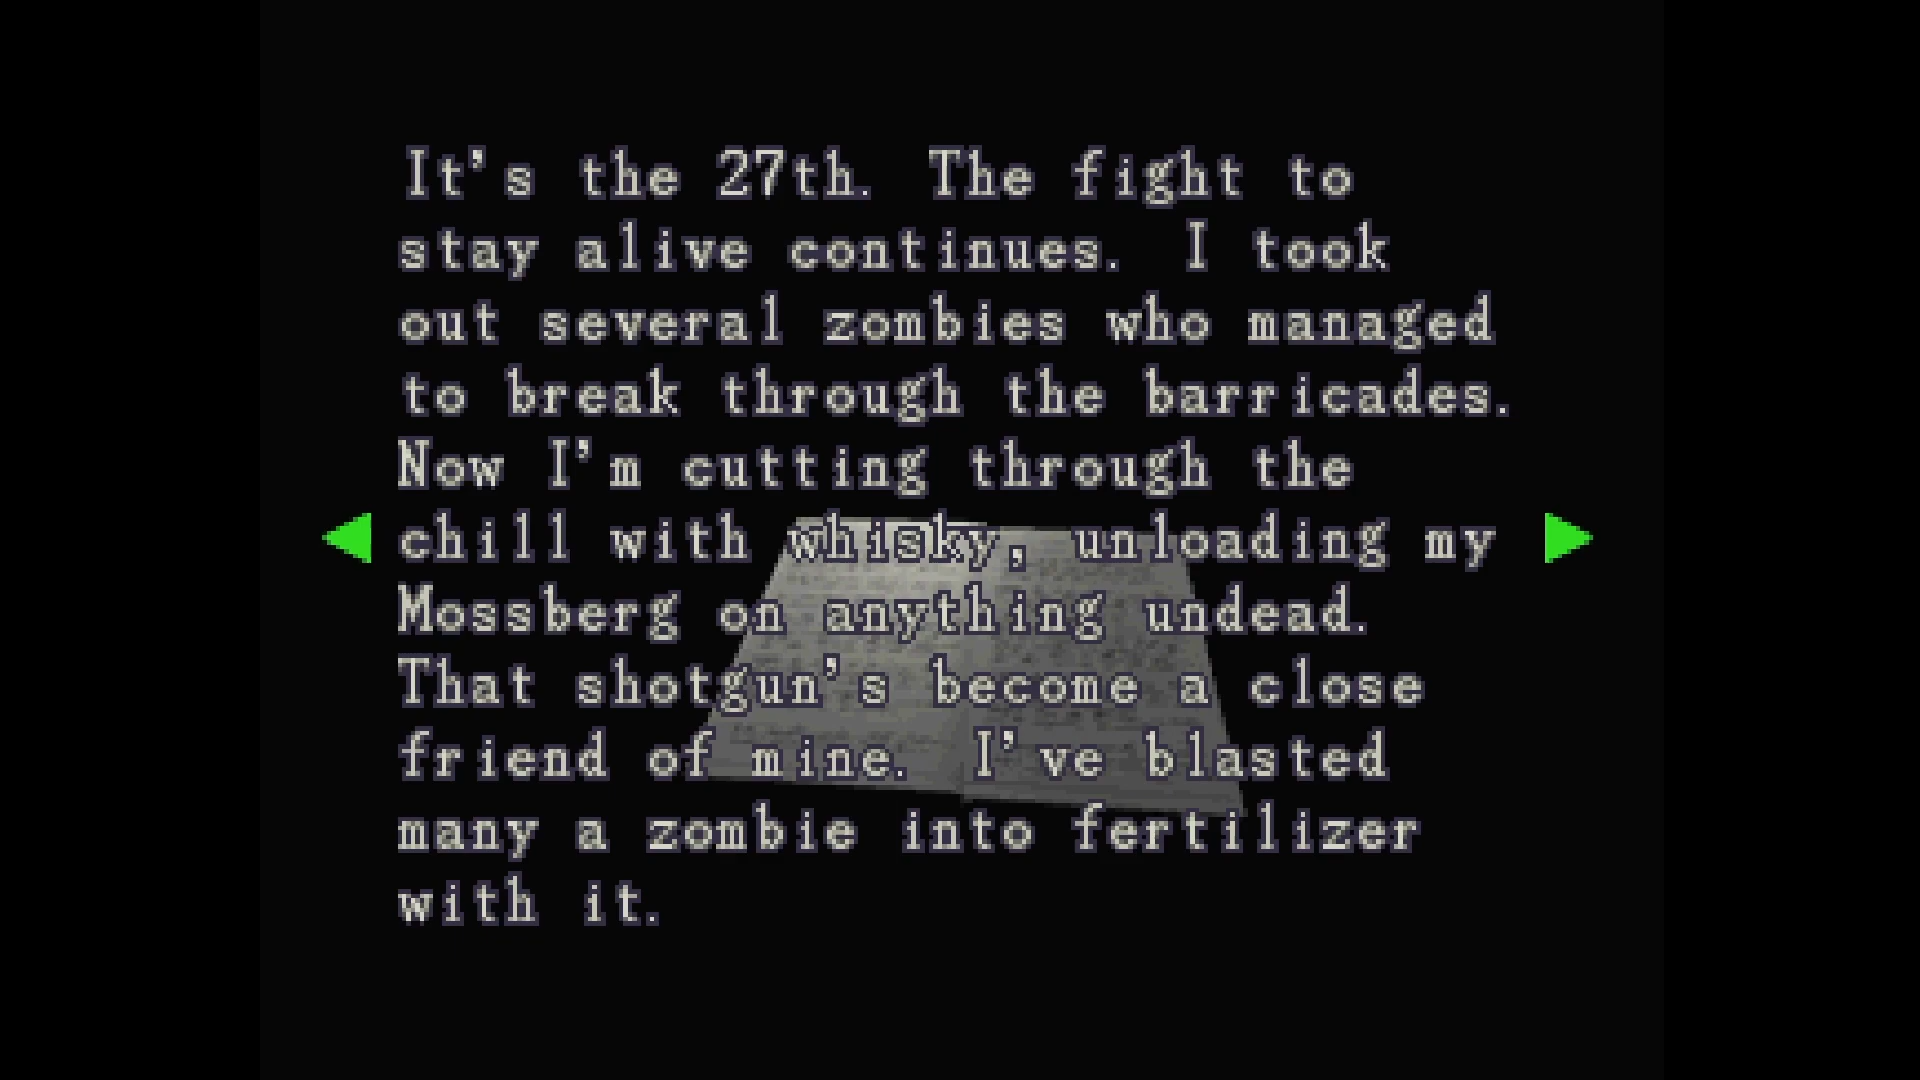 It's the 27th. The fight to
stay alive continues. I took
out several zombies who managed
to break through the barricades.
Now I'm cutting through the
chill with whisky, unloading my
Mossberg on anything undead.
That shotgun's become a close
friend of mine. I've blasted
many a zombie into fertilizer
with it.